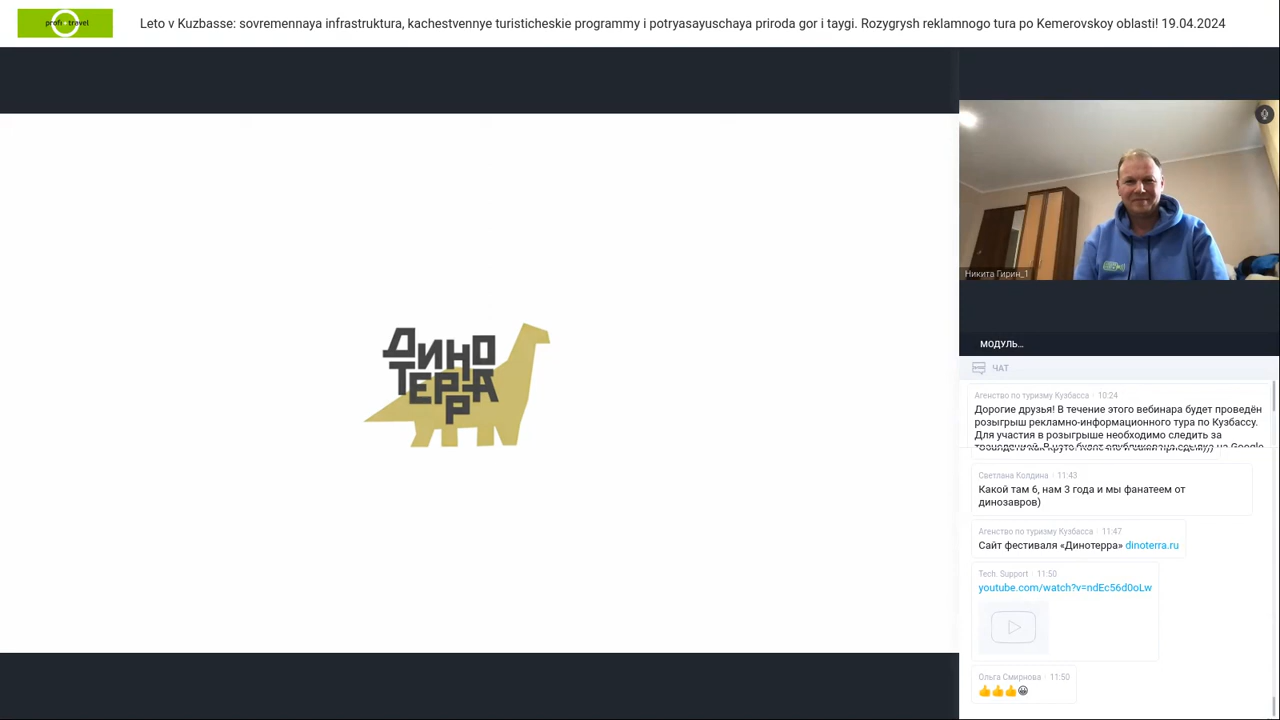 profi travel
Leto v Kuzbasse: sovremennaya infrastruktura, kachestvennye turisticheskie programmy i potryasayuschaya priroda gor i taygi. Rozygrysh reklamnogo tura po Kemerovskoy oblasti! 19.04.2024
Никита Гирин_1
ДИНО
ТЕРРА
МОДУЛЬ...
ЧАТ
Агенство по туризму Кузбасса · 10:24
Дорогие друзья! В течение этого вебинара будет проведён
розыгрыш рекламно-информационного тура по Кузбассу.
Для участия в розыгрыше необходимо следить за
Светлана Колдина · 11:43
Какой там 6, нам 3 года и мы фанатеем от
динозавров)
Агенство по туризму Кузбасса · 11:47
Сайт фестиваля «Динотерра» dinoterra.ru
Tech. Support · 11:50
youtube.com/watch?v=ndEc56d0oLw
Ольга Смирнова · 11:50
👍👍👍😀